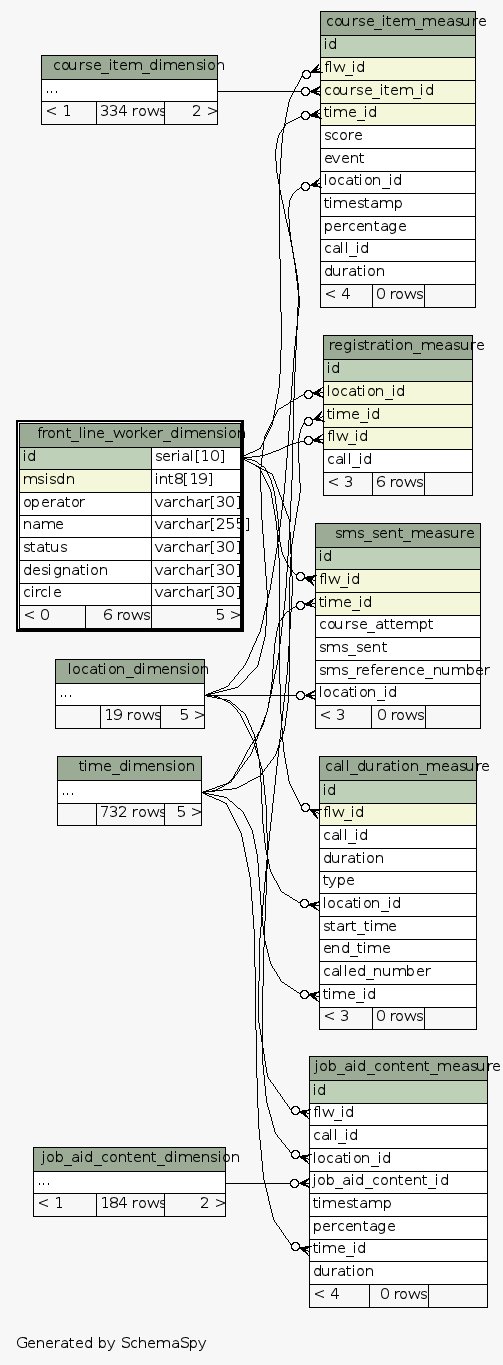 course_item_measure
id
flw_id
course_item_id
time_id
score
event
location_id
timestamp
percentage
call_id
duration
< 4 0 rows
course_item_dimension
...
< 1 334 rows 2 >
registration_measure
id
location_id
time_id
flw_id
call_id
< 3 6 rows
front_line_worker_dimension
id serial[10]
msisdn int8[19]
operator varchar[30]
name varchar[255]
status varchar[30]
designation varchar[30]
circle varchar[30]
< 0 6 rows 5 >
sms_sent_measure
id
flw_id
time_id
course_attempt
sms_sent
sms_reference_number
location_id
< 3 0 rows
location_dimension
...
19 rows 5 >
time_dimension
...
732 rows 5 >
call_duration_measure
id
flw_id
call_id
duration
type
location_id
start_time
end_time
called_number
time_id
< 3 0 rows
job_aid_content_measure
id
flw_id
call_id
location_id
job_aid_content_id
timestamp
percentage
time_id
duration
< 4 0 rows
job_aid_content_dimension
...
< 1 184 rows 2 >
Generated by SchemaSpy